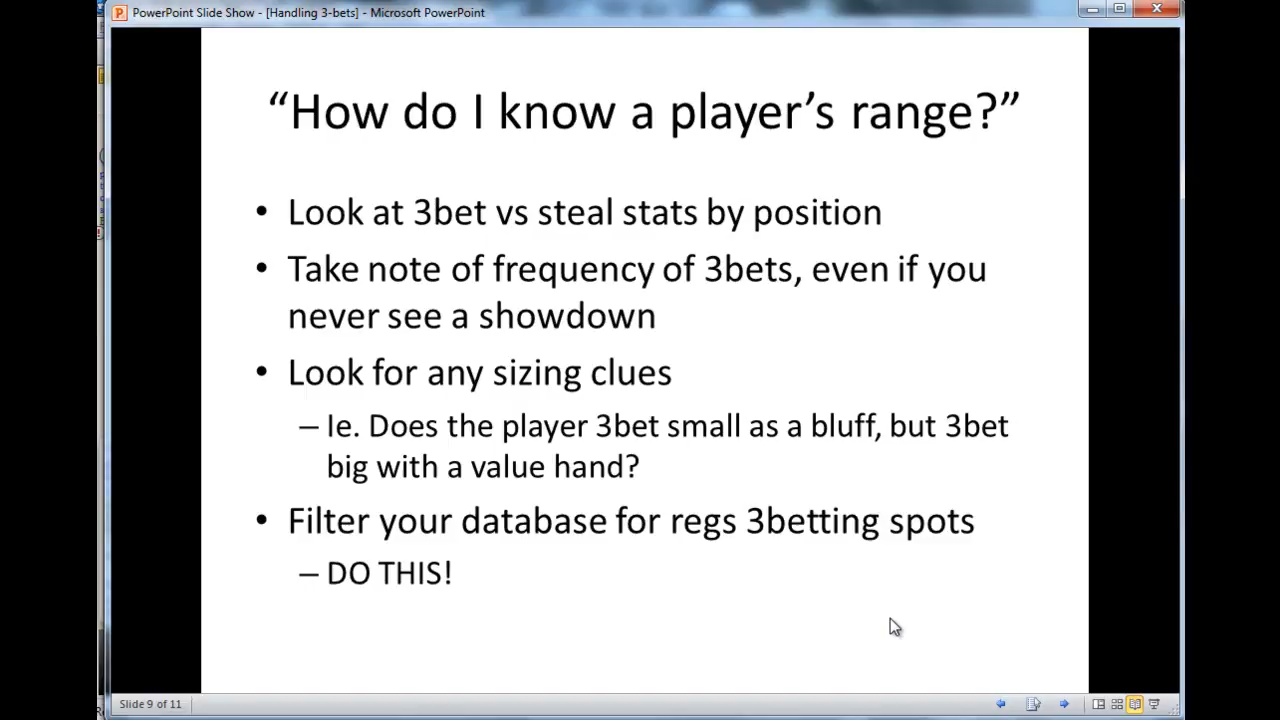 PowerPoint Slide Show - [Handling 3-bets] - Microsoft PowerPoint
“How do I know a player’s range?”
• Look at 3bet vs steal stats by position
• Take note of frequency of 3bets, even if you
never see a showdown
• Look for any sizing clues
– Ie. Does the player 3bet small as a bluff, but 3bet
big with a value hand?
• Filter your database for regs 3betting spots
– DO THIS!
Slide 9 of 11